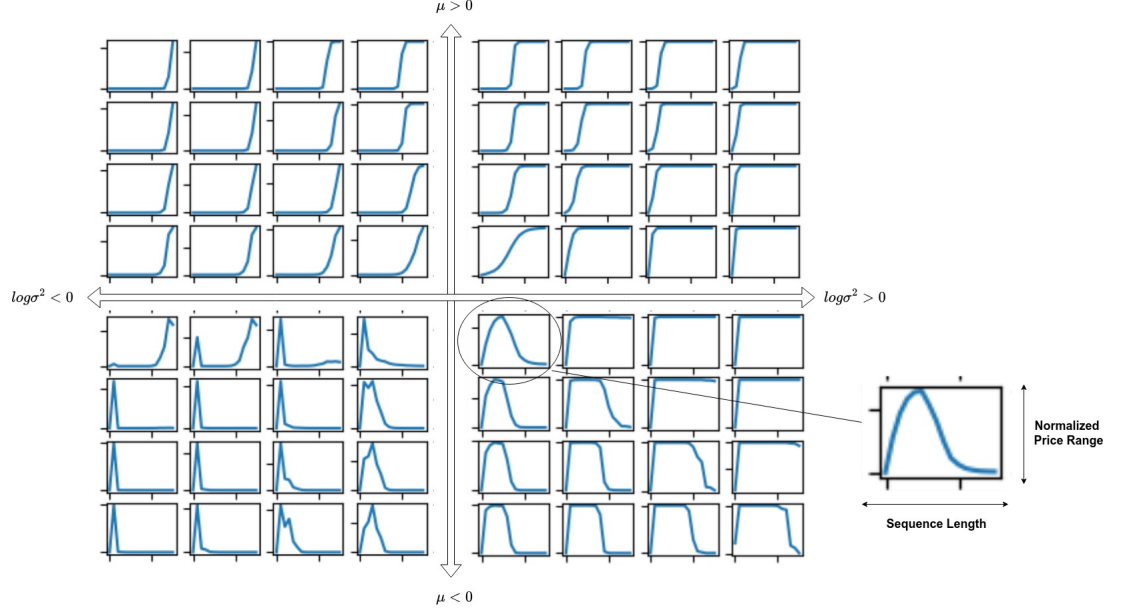 μ > 0
logσ² < 0
logσ² > 0
Normalized
Price Range
Sequence Length
μ < 0